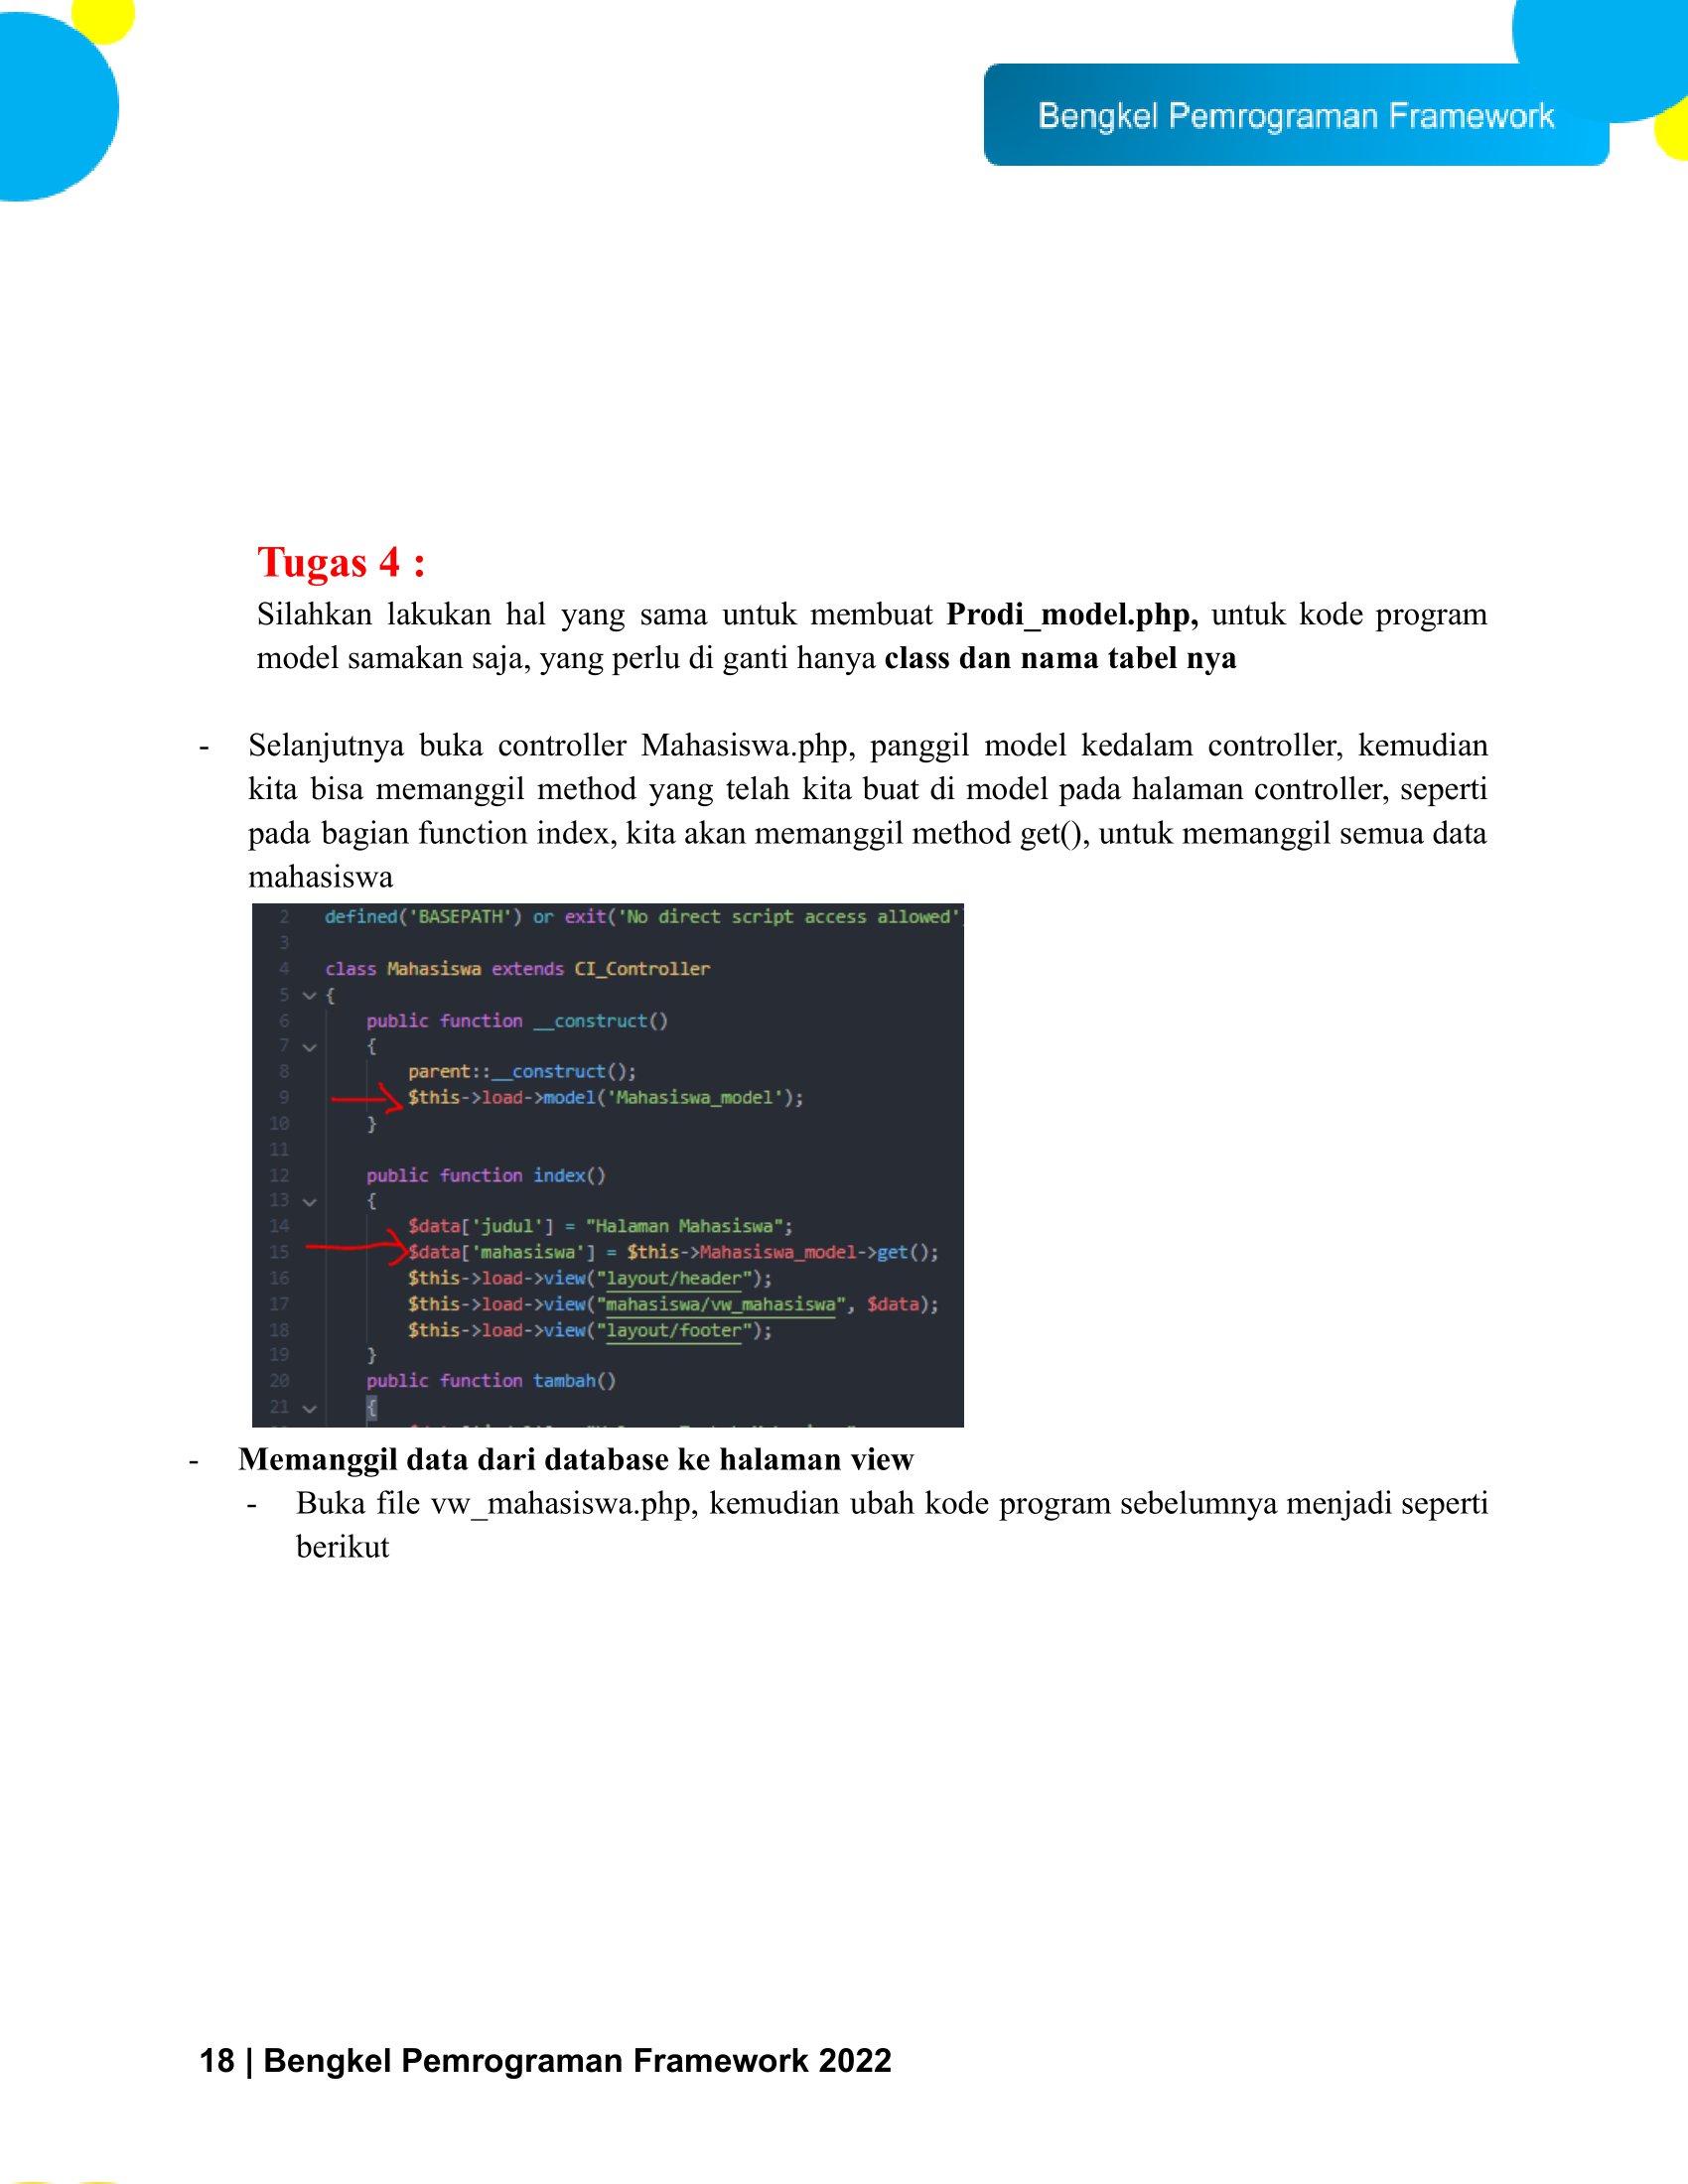 Bengkel Pemrograman Framework
Tugas 4 :
Silahkan lakukan hal yang sama untuk membuat Prodi_model.php, untuk kode program
model samakan saja, yang perlu di ganti hanya class dan nama tabel nya
- Selanjutnya buka controller Mahasiswa.php, panggil model kedalam controller, kemudian
kita bisa memanggil method yang telah kita buat di model pada halaman controller, seperti
pada bagian function index, kita akan memanggil method get(), untuk memanggil semua data
mahasiswa
2 defined('BASEPATH') or exit('No direct script access allowed'
3
4 class Mahasiswa extends CI_Controller
5 {
6 public function __construct()
7 {
8 parent::__construct();
9 $this->load->model('Mahasiswa_model');
10 }
11
12 public function index()
13 {
14 $data['judul'] = "Halaman Mahasiswa";
15 $data['mahasiswa'] = $this->Mahasiswa_model->get();
16 $this->load->view("layout/header");
17 $this->load->view("mahasiswa/vw_mahasiswa", $data);
18 $this->load->view("layout/footer");
19 }
20 public function tambah()
21 {
- Memanggil data dari database ke halaman view
- Buka file vw_mahasiswa.php, kemudian ubah kode program sebelumnya menjadi seperti
berikut
18 | Bengkel Pemrograman Framework 2022